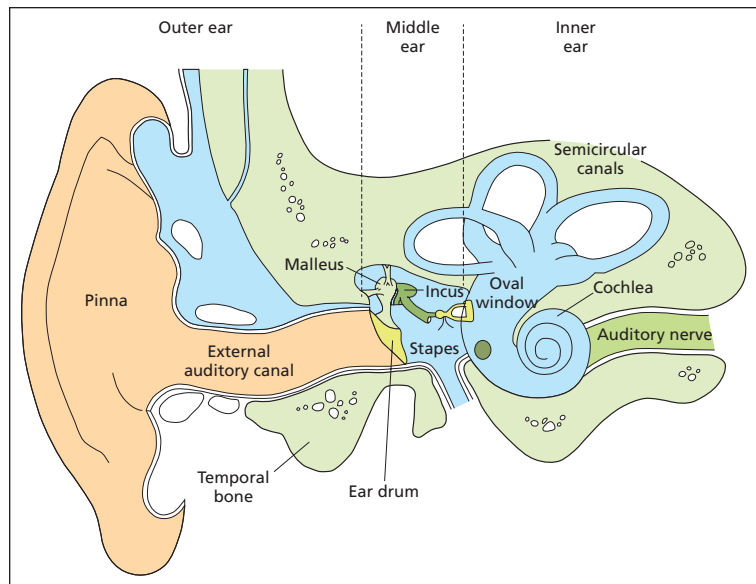 Outer ear
Middle
ear
Inner
ear
Semicircular
canals
Malleus
Incus
Oval
window
Cochlea
Pinna
External
auditory canal
Stapes
Auditory nerve
Temporal
bone
Ear drum